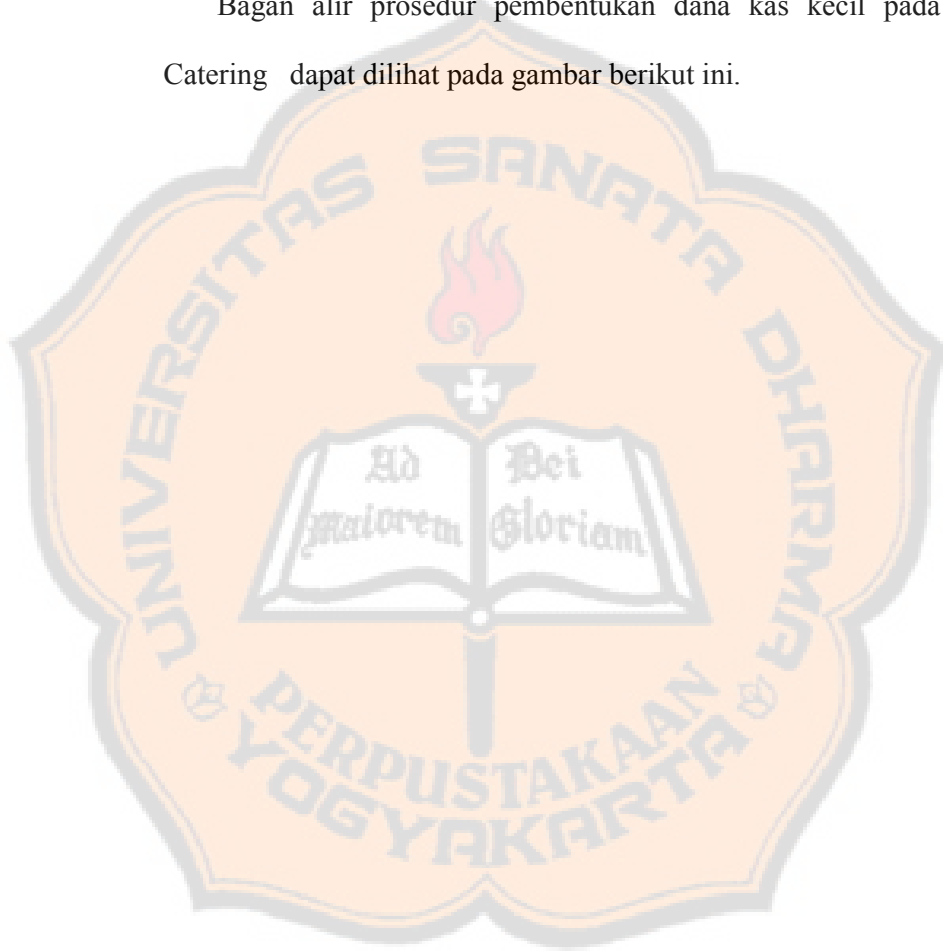 Bagan alir prosedur pembentukan dana kas kecil pada
Catering dapat dilihat pada gambar berikut ini.
UNIVERSITAS SANATA DHARMA
Ad Dei
Maiorem Gloriam
PERPUSTAKAAN
YOGYAKARTA